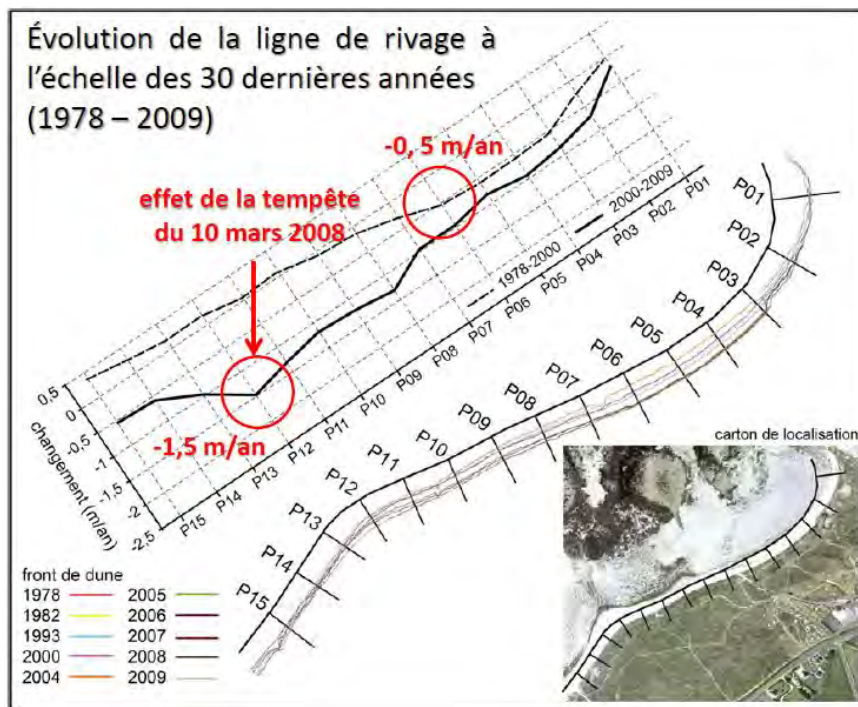 Évolution de la ligne de rivage à
l'échelle des 30 dernières années
(1978 – 2009)
-0, 5 m/an
effet de la tempête
du 10 mars 2008
-1,5 m/an
0,5
0
-0,5
-1
-1,5
-2
-2,5
changement (m/an)
P15
P14
P13
P12
P11
P10
P09
P08
P07
P06
P05
P04
P03
P02
P01
1978-2000
2000-2009
P01
P02
P03
P04
P05
P06
P07
P08
P09
P10
P11
P12
P13
P14
P15
carton de localisation
front de dune
1978 2005
1982 2006
1993 2007
2000 2008
2004 2009